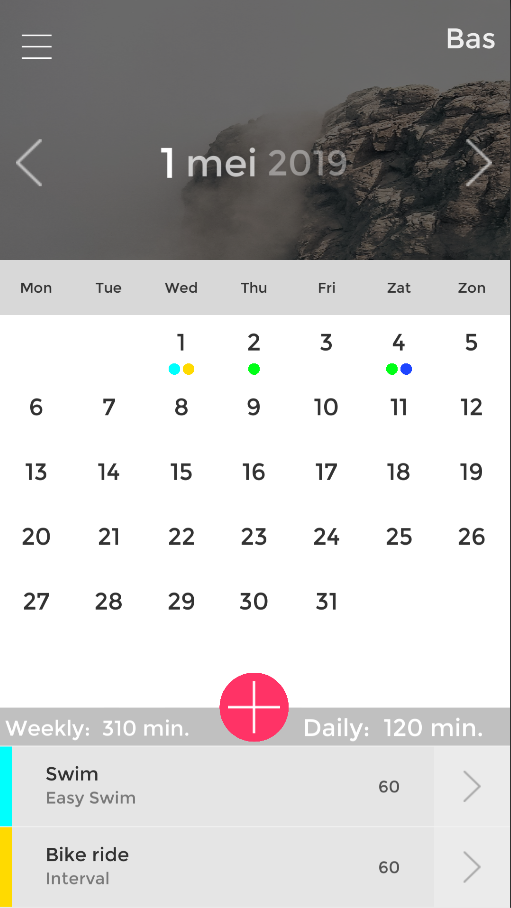 Bas
1 mei 2019
Mon Tue Wed Thu Fri Zat Zon
1 2 3 4 5
6 7 8 9 10 11 12
13 14 15 16 17 18 19
20 21 22 23 24 25 26
27 28 29 30 31
Weekly: 310 min. Daily: 120 min.
Swim
Easy Swim
60
Bike ride
Interval
60